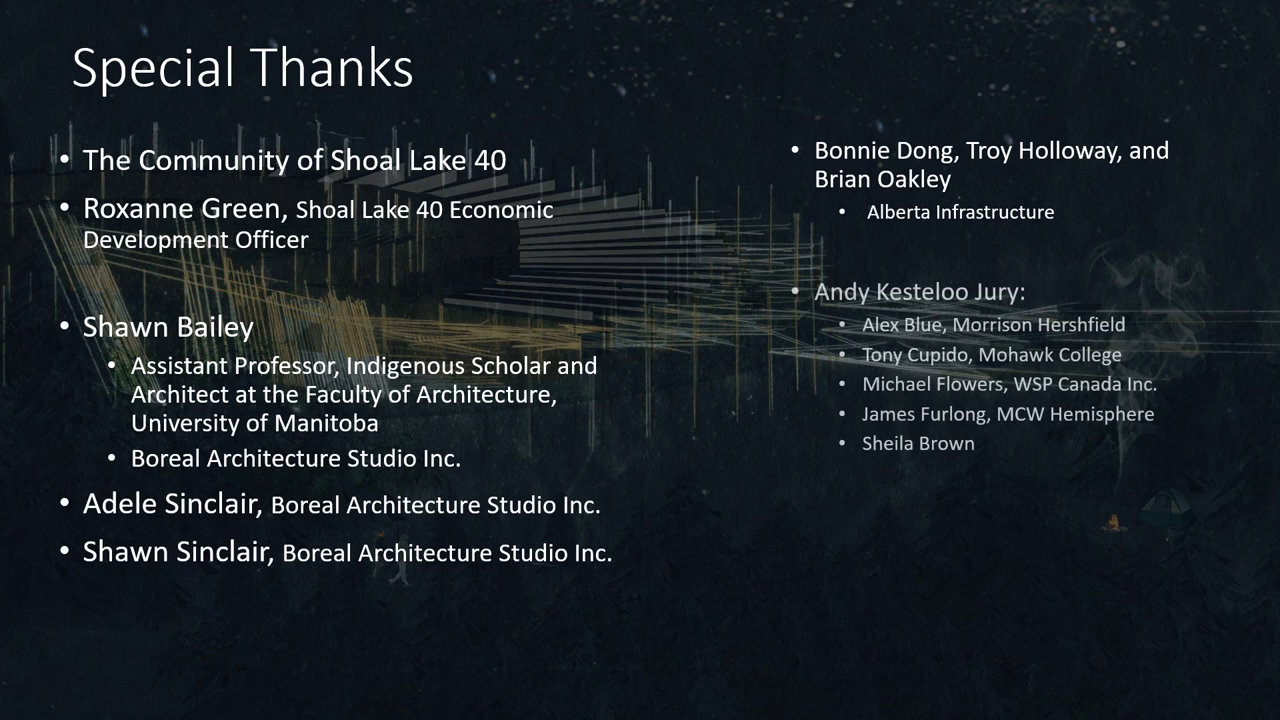 Special Thanks
• The Community of Shoal Lake 40
• Roxanne Green, Shoal Lake 40 Economic
Development Officer
• Shawn Bailey
• Assistant Professor, Indigenous Scholar and
Architect at the Faculty of Architecture,
University of Manitoba
• Boreal Architecture Studio Inc.
• Adele Sinclair, Boreal Architecture Studio Inc.
• Shawn Sinclair, Boreal Architecture Studio Inc.
• Bonnie Dong, Troy Holloway, and
Brian Oakley
• Alberta Infrastructure
• Andy Kesteloo Jury:
• Alex Blue, Morrison Hershfield
• Tony Cupido, Mohawk College
• Michael Flowers, WSP Canada Inc.
• James Furlong, MCW Hemisphere
• Sheila Brown